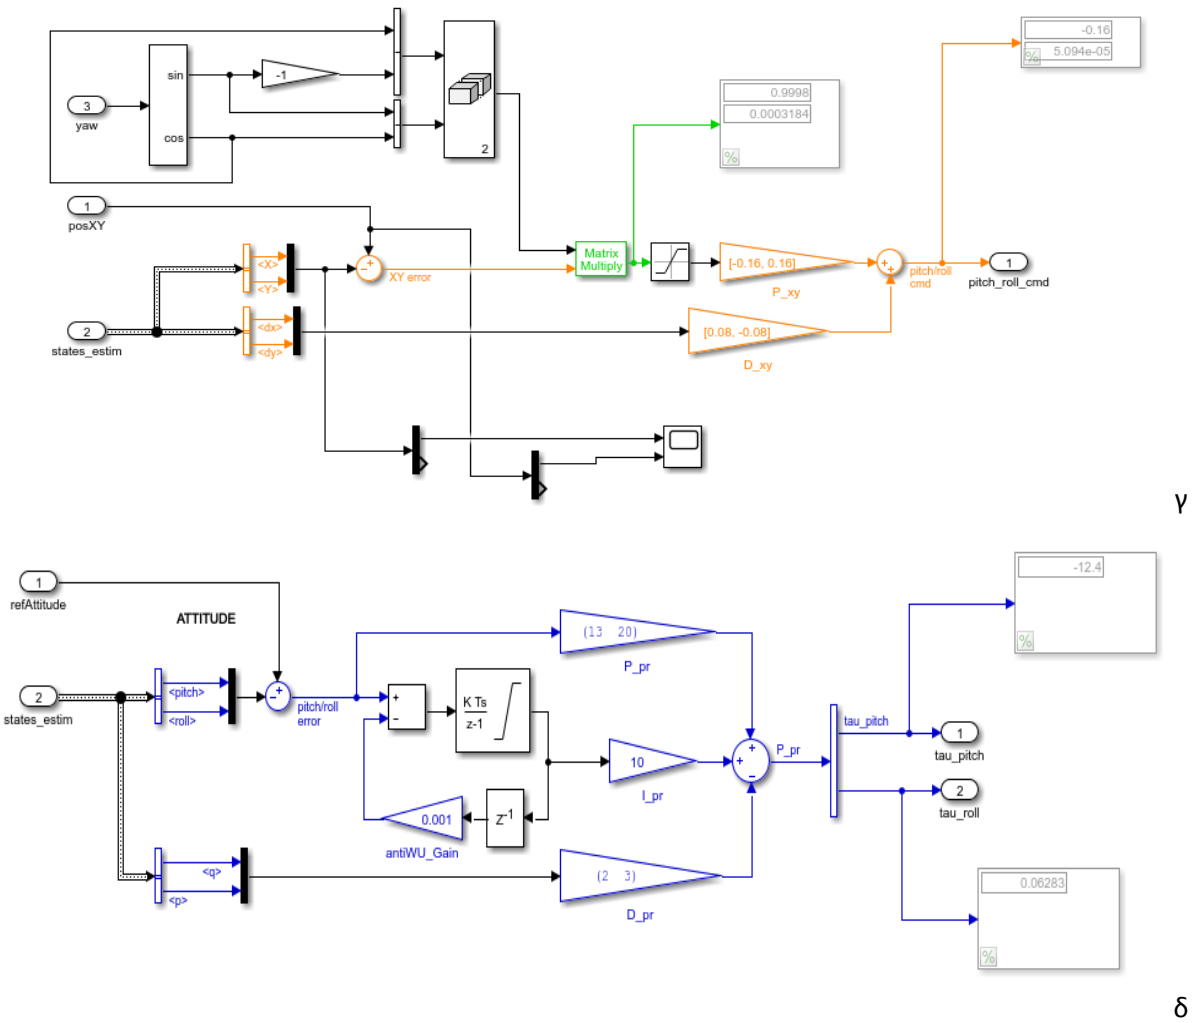 -0.16
5.094e-05
%
sin
-1
3
yaw
cos
2
0.9998
0.0003184
%
1
posXY
<X>
<Y>
- +
XY error
Matrix
Multiply
[-0.16, 0.16]
P_xy
+ +
pitch/roll
cmd
1
pitch_roll_cmd
2
states_estim
<dx>
<dy>
[0.08, -0.08]
D_xy
γ
1
refAttitude
ATTITUDE
(13 20)
P_pr
-12.4
%
2
states_estim
<pitch>
<roll>
- +
pitch/roll
error
+
-
K Ts
z-1
10
I_pr
+
+
-
P_pr
tau_pitch
1
tau_pitch
2
tau_roll
0.001
antiWU_Gain
Z-1
<q>
<p>
(2 3)
D_pr
0.06283
%
δ